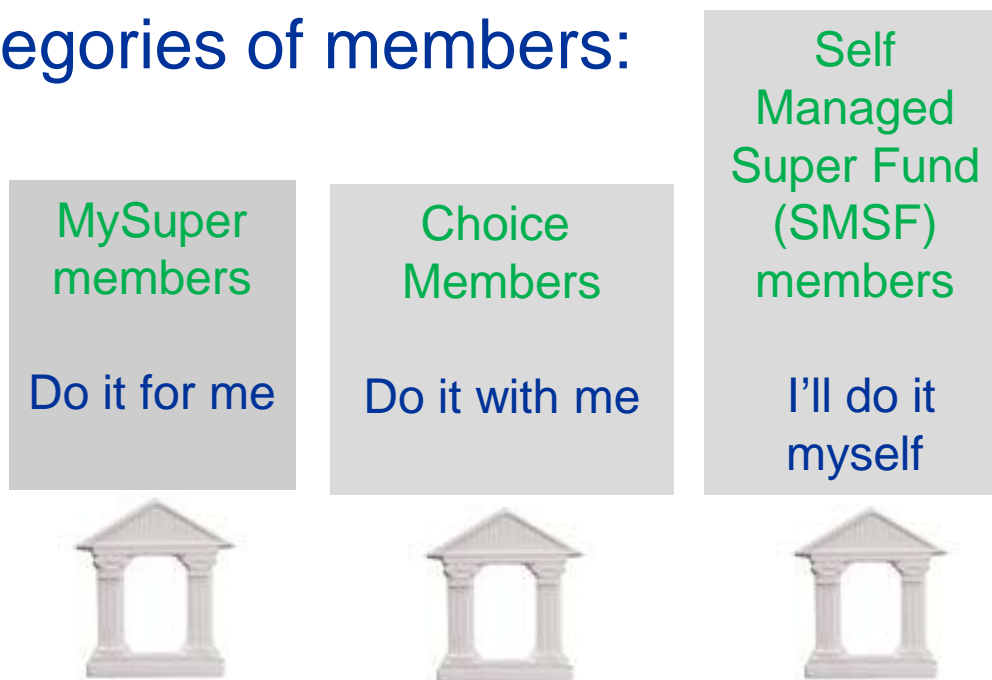 egories of members:
MySuper
members
Do it for me
Choice
Members
Do it with me
Self
Managed
Super Fund
(SMSF)
members
I’ll do it
myself